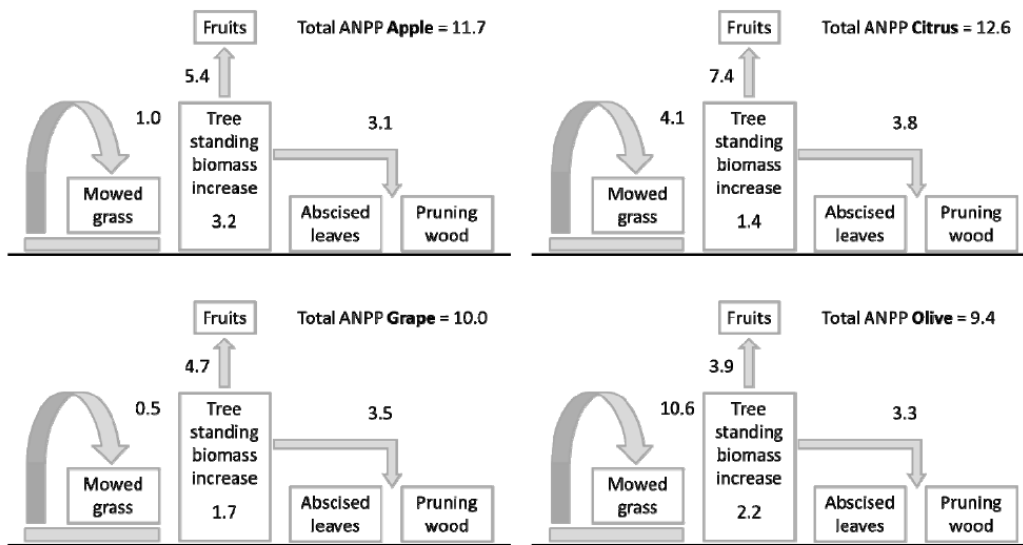 Fruits
Total ANPP Apple = 11.7
5.4
1.0
Tree
standing
biomass
increase
3.2
3.1
Mowed
grass
Abscised
leaves
Pruning
wood
Fruits
Total ANPP Citrus = 12.6
7.4
4.1
Tree
standing
biomass
increase
1.4
3.8
Mowed
grass
Abscised
leaves
Pruning
wood
Fruits
Total ANPP Grape = 10.0
4.7
0.5
Tree
standing
biomass
increase
1.7
3.5
Mowed
grass
Abscised
leaves
Pruning
wood
Fruits
Total ANPP Olive = 9.4
3.9
10.6
Tree
standing
biomass
increase
2.2
3.3
Mowed
grass
Abscised
leaves
Pruning
wood